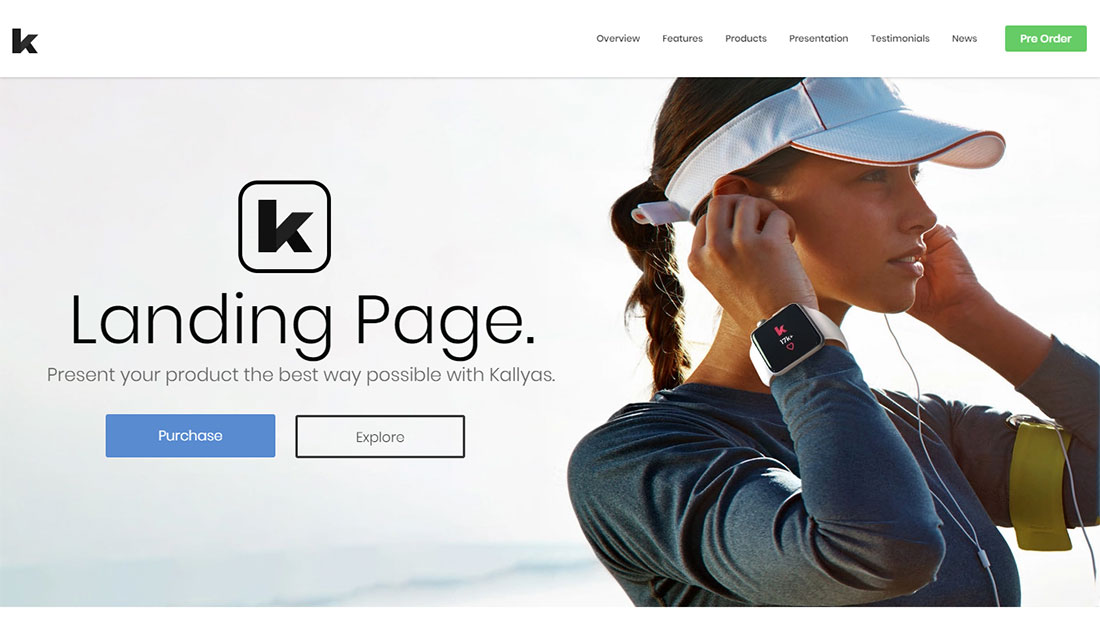 k
Overview Features Products Presentation Testimonials News Pre Order
k
Landing Page.
Present your product the best way possible with Kallyas.
Purchase Explore
k
17k+